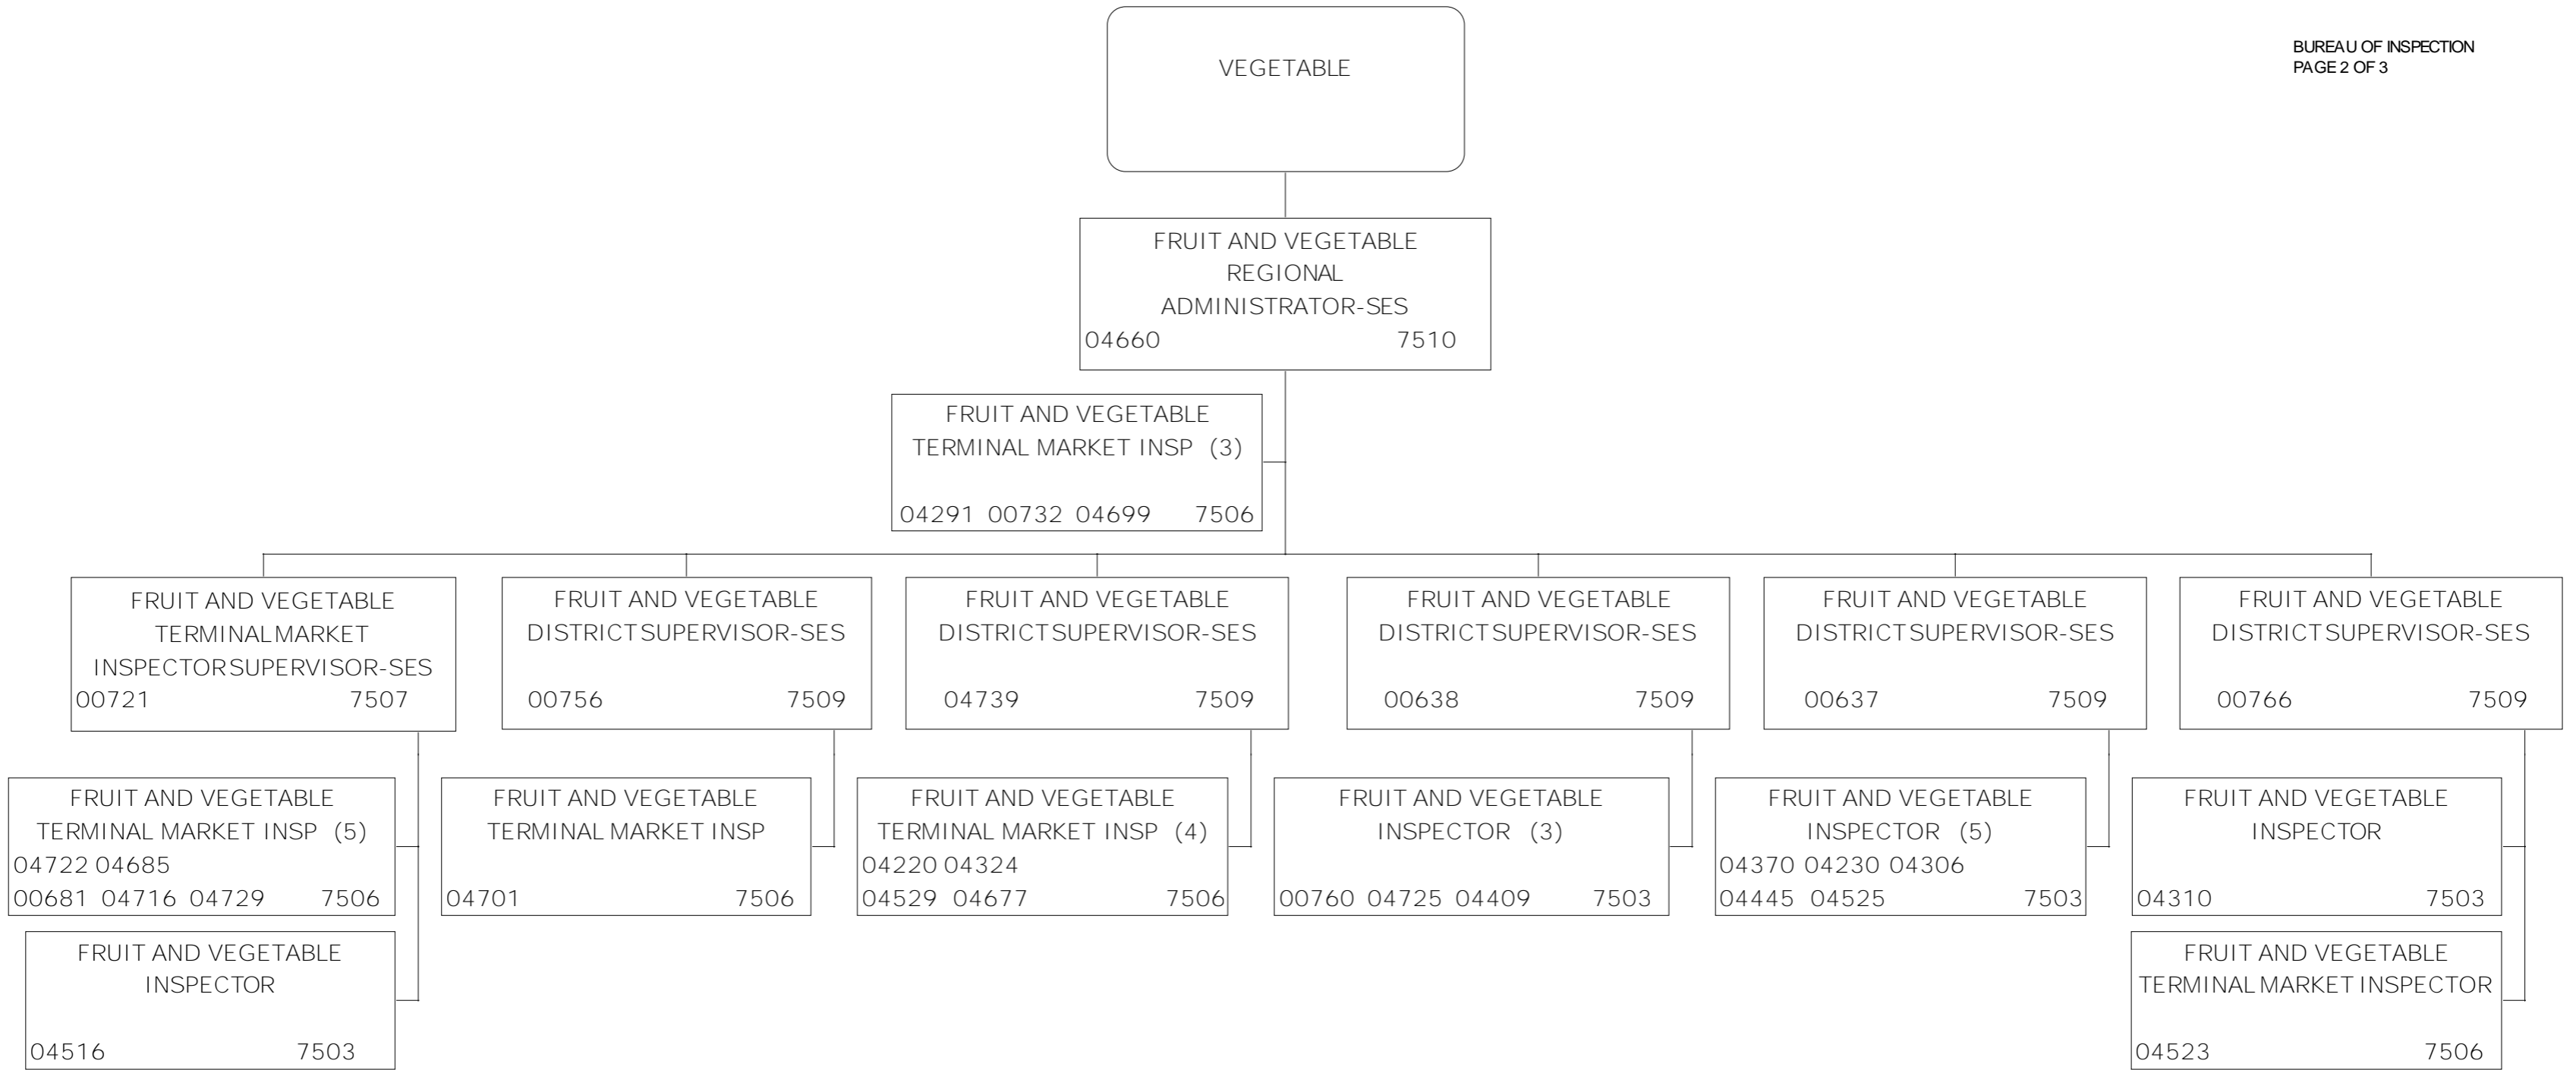 BUREAU OF INSPECTION
PAGE 2 OF 3
VEGETABLE
FRUIT AND VEGETABLE
REGIONAL
ADMINISTRATOR-SES
04660 7510
FRUIT AND VEGETABLE
TERMINAL MARKET INSP (3)
04291 00732 04699 7506
FRUIT AND VEGETABLE
TERMINAL MARKET
INSPECTOR SUPERVISOR-SES
00721 7507
FRUIT AND VEGETABLE
DISTRICT SUPERVISOR-SES
00756 7509
FRUIT AND VEGETABLE
DISTRICT SUPERVISOR-SES
04739 7509
FRUIT AND VEGETABLE
DISTRICT SUPERVISOR-SES
00638 7509
FRUIT AND VEGETABLE
DISTRICT SUPERVISOR-SES
00637 7509
FRUIT AND VEGETABLE
DISTRICT SUPERVISOR-SES
00766 7509
FRUIT AND VEGETABLE
TERMINAL MARKET INSP (5)
04722 04685
00681 04716 04729 7506
FRUIT AND VEGETABLE
TERMINAL MARKET INSP
04701 7506
FRUIT AND VEGETABLE
TERMINAL MARKET INSP (4)
04220 04324
04529 04677 7506
FRUIT AND VEGETABLE
INSPECTOR (3)
00760 04725 04409 7503
FRUIT AND VEGETABLE
INSPECTOR (5)
04370 04230 04306
04445 04525 7503
FRUIT AND VEGETABLE
INSPECTOR
04310 7503
FRUIT AND VEGETABLE
INSPECTOR
04516 7503
FRUIT AND VEGETABLE
TERMINAL MARKET INSPECTOR
04523 7506